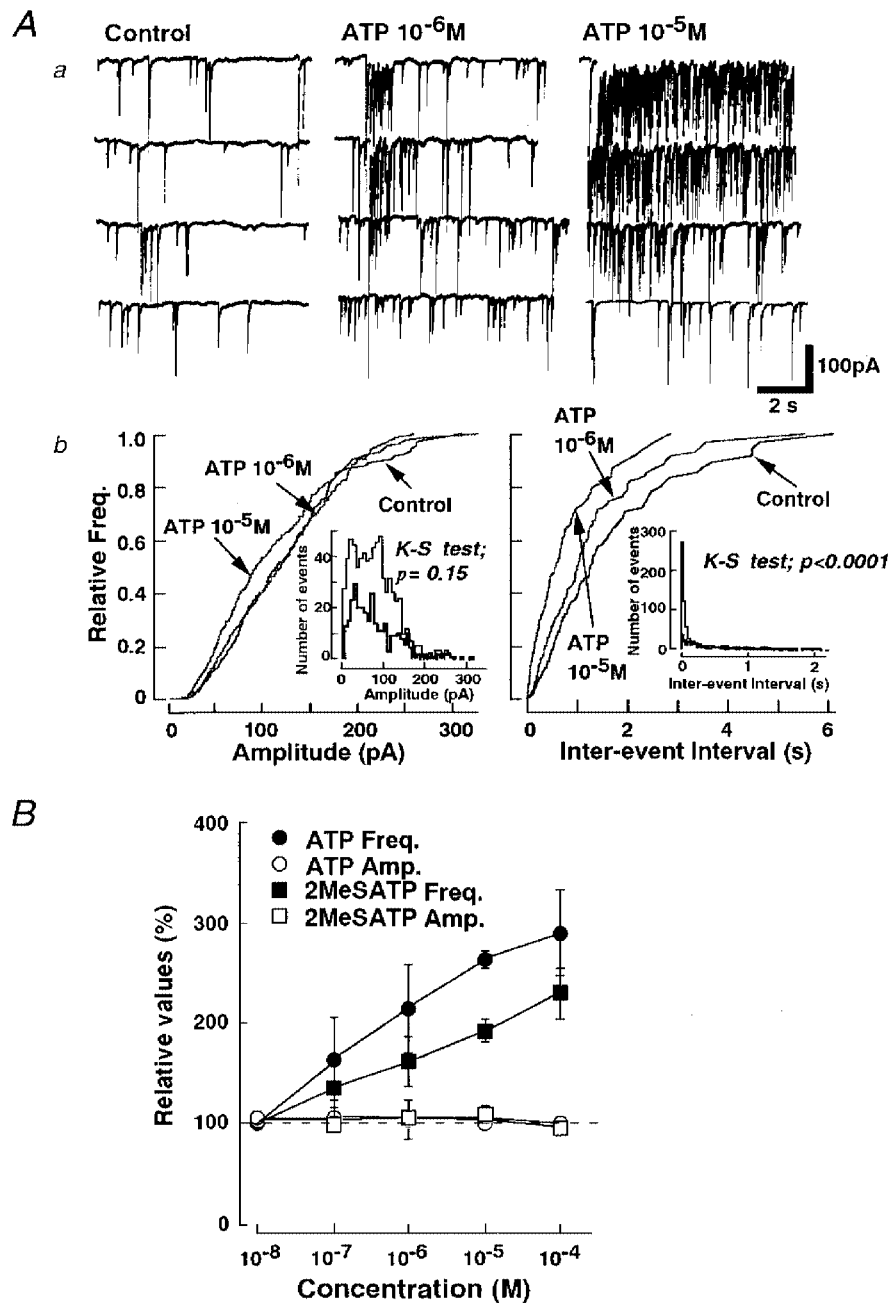 A
Control
ATP 10⁻⁶M
ATP 10⁻⁵M
a
100pA
2 s
b
Relative Freq.
1.0
0.8
0.6
0.4
0.2
0
ATP 10⁻⁶M
ATP 10⁻⁵M
Control
K-S test;
p= 0.15
Number of events
40
20
0
0 100 200 300
Amplitude (pA)
0 100 200 300
Amplitude (pA)
ATP
10⁻⁶M
Control
ATP
10⁻⁵M
K-S test; p<0.0001
Number of events
300
200
100
0
0 1 2
Inter-event Interval (s)
0 2 4 6
Inter-event Interval (s)
B
ATP Freq.
ATP Amp.
2MeSATP Freq.
2MeSATP Amp.
Relative values (%)
400
300
200
100
0
10⁻⁸ 10⁻⁷ 10⁻⁶ 10⁻⁵ 10⁻⁴
Concentration (M)